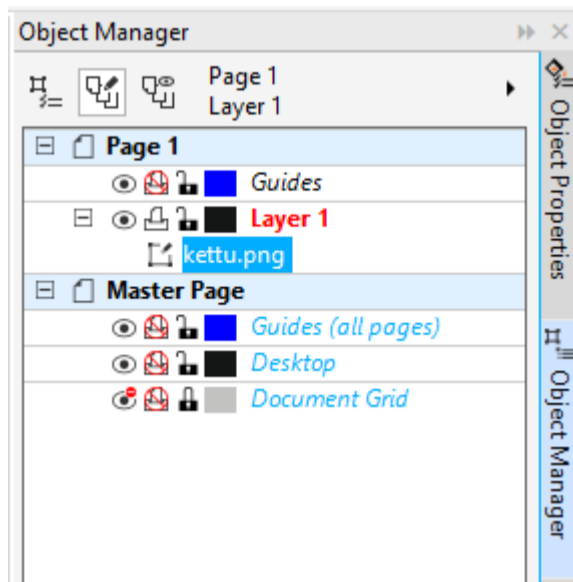 Object Manager
Page 1
Layer 1
Page 1
Guides
Layer 1
kettu.png
Master Page
Guides (all pages)
Desktop
Document Grid
Object Properties
Object Manager